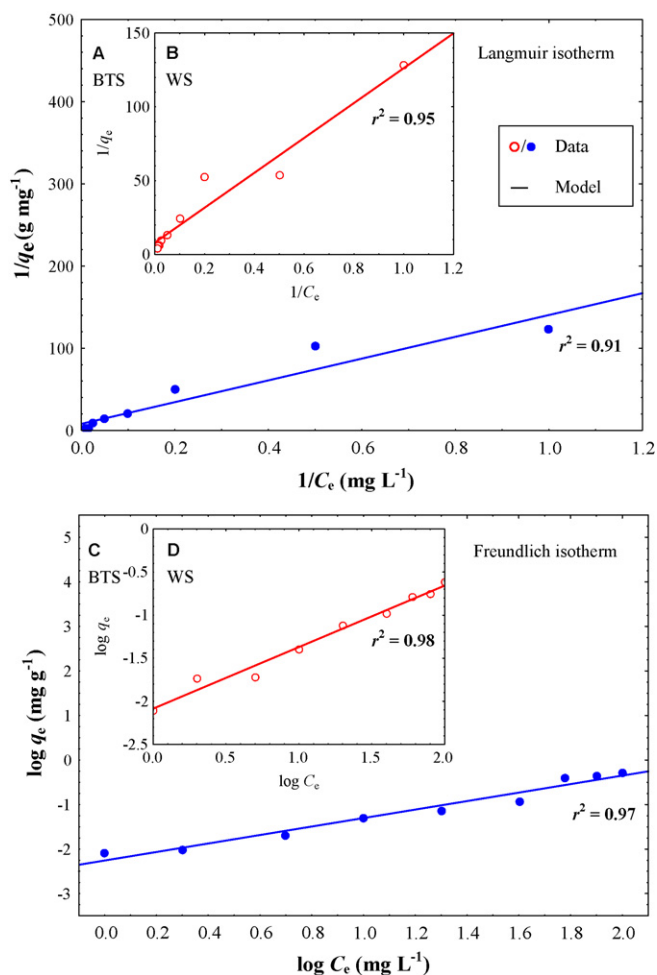 A
BTS
B
WS
Langmuir isotherm
Data
Model
r² = 0.95
r² = 0.91
1/qe
150
100
50
0
0.0 0.2 0.4 0.6 0.8 1.0 1.2
1/Ce
1/qe (g mg⁻¹)
500
400
300
200
100
0
0.0 0.2 0.4 0.6 0.8 1.0 1.2
1/Ce (mg L⁻¹)
C
BTS
D
WS
Freundlich isotherm
r² = 0.98
r² = 0.97
log qe
0
-0.5
-1
-1.5
-2
-2.5
0.0 0.5 1.0 1.5 2.0
log Ce
log qe (mg g⁻¹)
5
4
3
2
1
0
-1
-2
-3
0.0 0.2 0.4 0.6 0.8 1.0 1.2 1.4 1.6 1.8 2.0
log Ce (mg L⁻¹)